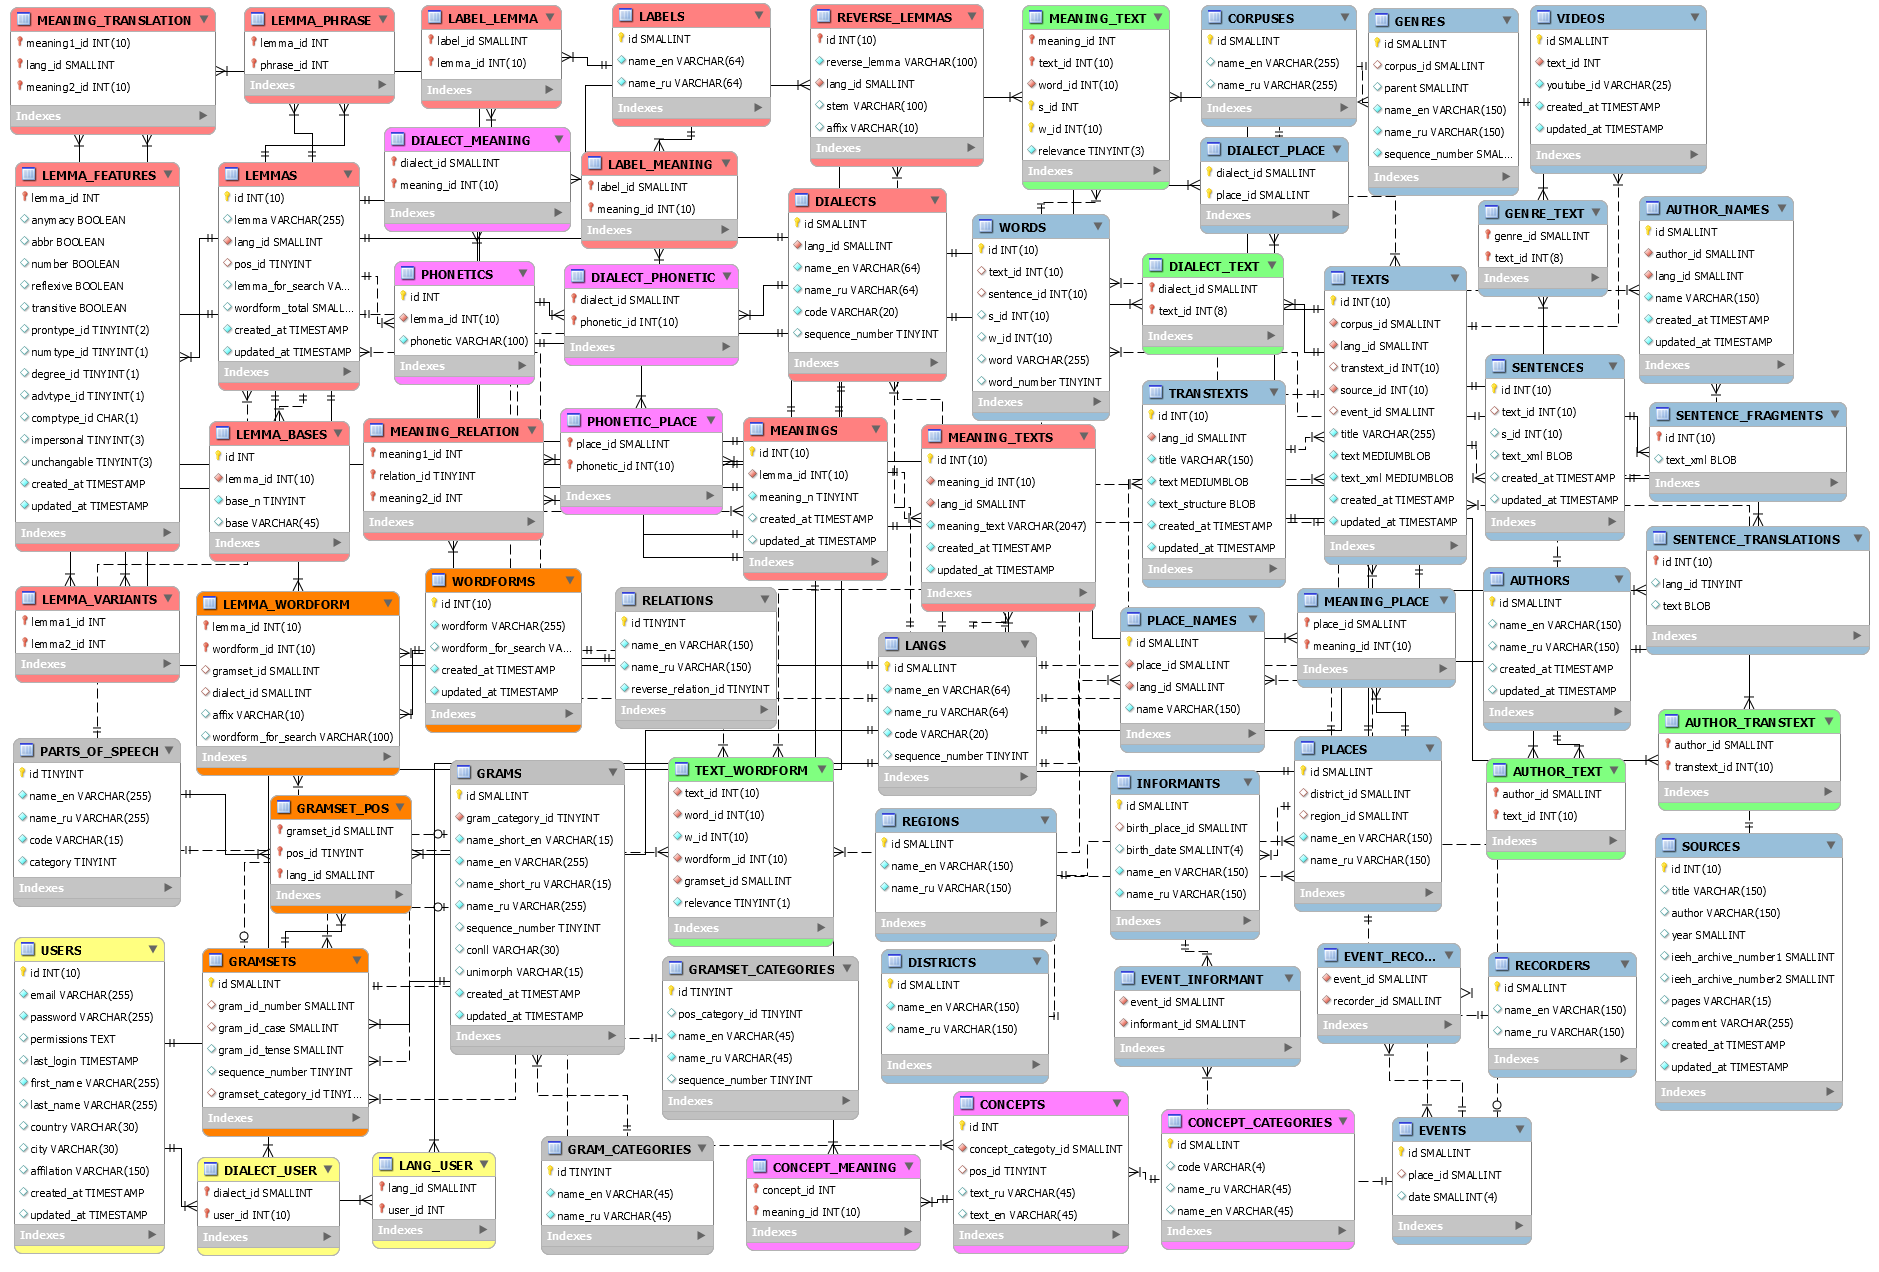 MEANING_TRANSLATION
meaning1_id INT(10)
lang_id SMALLINT
meaning2_id INT(10)
Indexes
LEMMA_PHRASE
lemma_id INT
phrase_id INT
Indexes
LABEL_LEMMA
label_id SMALLINT
lemma_id INT(10)
Indexes
LABELS
id SMALLINT
name_en VARCHAR(64)
name_ru VARCHAR(64)
Indexes
REVERSE_LEMMAS
id INT(10)
reverse_lemma VARCHAR(100)
lang_id SMALLINT
stem VARCHAR(100)
affix VARCHAR(10)
Indexes
MEANING_TEXT
meaning_id INT
text_id INT(10)
word_id INT(10)
s_id INT
w_id INT(10)
relevance TINYINT(3)
Indexes
CORPUSES
id SMALLINT
name_en VARCHAR(255)
name_ru VARCHAR(255)
Indexes
GENRES
id SMALLINT
corpus_id SMALLINT
parent SMALLINT
name_en VARCHAR(150)
name_ru VARCHAR(150)
sequence_number SMAL...
Indexes
VIDEOS
id SMALLINT
text_id INT
youtube_id VARCHAR(25)
created_at TIMESTAMP
updated_at TIMESTAMP
Indexes
DIALECT_MEANING
dialect_id SMALLINT
meaning_id INT(10)
Indexes
LABEL_MEANING
label_id SMALLINT
meaning_id INT(10)
Indexes
DIALECT_PLACE
dialect_id SMALLINT
place_id SMALLINT
Indexes
LEMMA_FEATURES
lemma_id INT
anymacy BOOLEAN
abbr BOOLEAN
number BOOLEAN
reflexive BOOLEAN
transitive BOOLEAN
prontype_id TINYINT(2)
numtype_id TINYINT(1)
degree_id TINYINT(1)
advtype_id TINYINT(1)
comptype_id CHAR(1)
impersonal TINYINT(3)
unchangable TINYINT(3)
created_at TIMESTAMP
updated_at TIMESTAMP
Indexes
LEMMAS
id INT(10)
lemma VARCHAR(255)
lang_id SMALLINT
pos_id TINYINT
lemma_for_search VA...
wordform_total SMALL...
created_at TIMESTAMP
updated_at TIMESTAMP
Indexes
DIALECTS
id SMALLINT
lang_id SMALLINT
name_en VARCHAR(64)
name_ru VARCHAR(64)
code VARCHAR(20)
sequence_number TINYINT
Indexes
WORDS
id INT(10)
text_id INT(10)
sentence_id INT(10)
s_id INT(10)
w_id INT(10)
word VARCHAR(255)
word_number TINYINT
Indexes
GENRE_TEXT
genre_id SMALLINT
text_id INT(8)
Indexes
AUTHOR_NAMES
id SMALLINT
author_id SMALLINT
lang_id SMALLINT
name VARCHAR(150)
created_at TIMESTAMP
updated_at TIMESTAMP
Indexes
PHONETICS
id INT
lemma_id INT(10)
phonetic VARCHAR(100)
Indexes
DIALECT_PHONETIC
dialect_id SMALLINT
phonetic_id INT(10)
Indexes
DIALECT_TEXT
dialect_id SMALLINT
text_id INT(8)
Indexes
TEXTS
id INT(10)
corpus_id SMALLINT
lang_id SMALLINT
transtext_id INT(10)
source_id INT(10)
event_id SMALLINT
title VARCHAR(255)
text MEDIUMBLOB
text_xml MEDIUMBLOB
created_at TIMESTAMP
updated_at TIMESTAMP
Indexes
SENTENCES
id INT(10)
text_id INT(10)
s_id INT(10)
text_xml BLOB
created_at TIMESTAMP
updated_at TIMESTAMP
Indexes
TRANSTEXTS
id INT(10)
lang_id SMALLINT
title VARCHAR(150)
text MEDIUMBLOB
text_structure BLOB
created_at TIMESTAMP
updated_at TIMESTAMP
Indexes
SENTENCE_FRAGMENTS
id INT(10)
text_xml BLOB
Indexes
LEMMA_BASES
id INT
lemma_id INT(10)
base_n TINYINT
base VARCHAR(45)
Indexes
MEANING_RELATION
meaning1_id INT
relation_id TINYINT
meaning2_id INT
Indexes
PHONETIC_PLACE
place_id SMALLINT
phonetic_id INT(10)
Indexes
MEANINGS
id INT(10)
lemma_id INT(10)
meaning_n TINYINT
created_at TIMESTAMP
updated_at TIMESTAMP
Indexes
MEANING_TEXTS
id INT(10)
meaning_id INT(10)
lang_id SMALLINT
meaning_text VARCHAR(2047)
created_at TIMESTAMP
updated_at TIMESTAMP
Indexes
SENTENCE_TRANSLATIONS
id INT(10)
lang_id TINYINT
text BLOB
Indexes
LEMMA_VARIANTS
lemma1_id INT
lemma2_id INT
Indexes
LEMMA_WORDFORM
lemma_id INT(10)
wordform_id INT(10)
gramset_id SMALLINT
dialect_id SMALLINT
affix VARCHAR(10)
wordform_for_search VARCHAR(100)
Indexes
WORDFORMS
id INT(10)
wordform VARCHAR(255)
wordform_for_search VA...
created_at TIMESTAMP
updated_at TIMESTAMP
Indexes
RELATIONS
id TINYINT
name_en VARCHAR(150)
name_ru VARCHAR(150)
reverse_relation_id TINYINT
Indexes
LANGS
id SMALLINT
name_en VARCHAR(64)
name_ru VARCHAR(64)
code VARCHAR(20)
sequence_number TINYINT
Indexes
PLACE_NAMES
id SMALLINT
place_id SMALLINT
lang_id SMALLINT
name VARCHAR(150)
Indexes
MEANING_PLACE
place_id SMALLINT
meaning_id INT(10)
Indexes
AUTHORS
id SMALLINT
name_en VARCHAR(150)
name_ru VARCHAR(150)
created_at TIMESTAMP
updated_at TIMESTAMP
Indexes
AUTHOR_TRANSTEXT
author_id SMALLINT
transtext_id INT(10)
Indexes
PARTS_OF_SPEECH
id TINYINT
name_en VARCHAR(255)
name_ru VARCHAR(255)
code VARCHAR(15)
category TINYINT
Indexes
GRAMSET_POS
gramset_id SMALLINT
pos_id TINYINT
lang_id SMALLINT
Indexes
GRAMS
id SMALLINT
gram_category_id TINYINT
name_short_en VARCHAR(15)
name_en VARCHAR(255)
name_short_ru VARCHAR(15)
name_ru VARCHAR(255)
sequence_number TINYINT
conll VARCHAR(30)
unimorph VARCHAR(15)
created_at TIMESTAMP
updated_at TIMESTAMP
Indexes
TEXT_WORDFORM
text_id INT(10)
word_id INT(10)
w_id INT(10)
wordform_id INT(10)
gramset_id SMALLINT
relevance TINYINT(1)
Indexes
REGIONS
id SMALLINT
name_en VARCHAR(150)
name_ru VARCHAR(150)
Indexes
INFORMANTS
id SMALLINT
birth_place_id SMALLINT
birth_date SMALLINT(4)
name_en VARCHAR(150)
name_ru VARCHAR(150)
Indexes
PLACES
id SMALLINT
district_id SMALLINT
region_id SMALLINT
name_en VARCHAR(150)
name_ru VARCHAR(150)
Indexes
AUTHOR_TEXT
author_id SMALLINT
text_id INT(10)
Indexes
SOURCES
id INT(10)
title VARCHAR(150)
author VARCHAR(150)
year SMALLINT
ieeh_archive_number1 SMALLINT
ieeh_archive_number2 SMALLINT
pages VARCHAR(15)
comment VARCHAR(255)
created_at TIMESTAMP
updated_at TIMESTAMP
Indexes
USERS
id INT(10)
email VARCHAR(255)
password VARCHAR(255)
permissions TEXT
last_login TIMESTAMP
first_name VARCHAR(255)
last_name VARCHAR(255)
country VARCHAR(30)
city VARCHAR(30)
affilation VARCHAR(150)
created_at TIMESTAMP
updated_at TIMESTAMP
Indexes
GRAMSETS
id SMALLINT
gram_id_number SMALLINT
gram_id_case SMALLINT
gram_id_tense SMALLINT
sequence_number TINYINT
gramset_category_id TINYI...
Indexes
GRAMSET_CATEGORIES
id TINYINT
pos_category_id TINYINT
name_en VARCHAR(45)
name_ru VARCHAR(45)
sequence_number TINYINT
Indexes
DISTRICTS
id SMALLINT
name_en VARCHAR(150)
name_ru VARCHAR(150)
Indexes
EVENT_INFORMANT
event_id SMALLINT
informant_id SMALLINT
Indexes
EVENT_RECO...
event_id SMALLINT
recorder_id SMALLINT
Indexes
RECORDERS
id SMALLINT
name_en VARCHAR(150)
name_ru VARCHAR(150)
Indexes
DIALECT_USER
dialect_id SMALLINT
user_id INT(10)
Indexes
LANG_USER
lang_id SMALLINT
user_id INT
Indexes
GRAM_CATEGORIES
id TINYINT
name_en VARCHAR(45)
name_ru VARCHAR(45)
Indexes
CONCEPT_MEANING
concept_id INT
meaning_id INT(10)
Indexes
CONCEPTS
id INT
concept_categoty_id SMALLINT
pos_id TINYINT
text_ru VARCHAR(45)
text_en VARCHAR(45)
Indexes
CONCEPT_CATEGORIES
id SMALLINT
code VARCHAR(4)
name_ru VARCHAR(45)
name_en VARCHAR(45)
Indexes
EVENTS
id SMALLINT
place_id SMALLINT
date SMALLINT(4)
Indexes